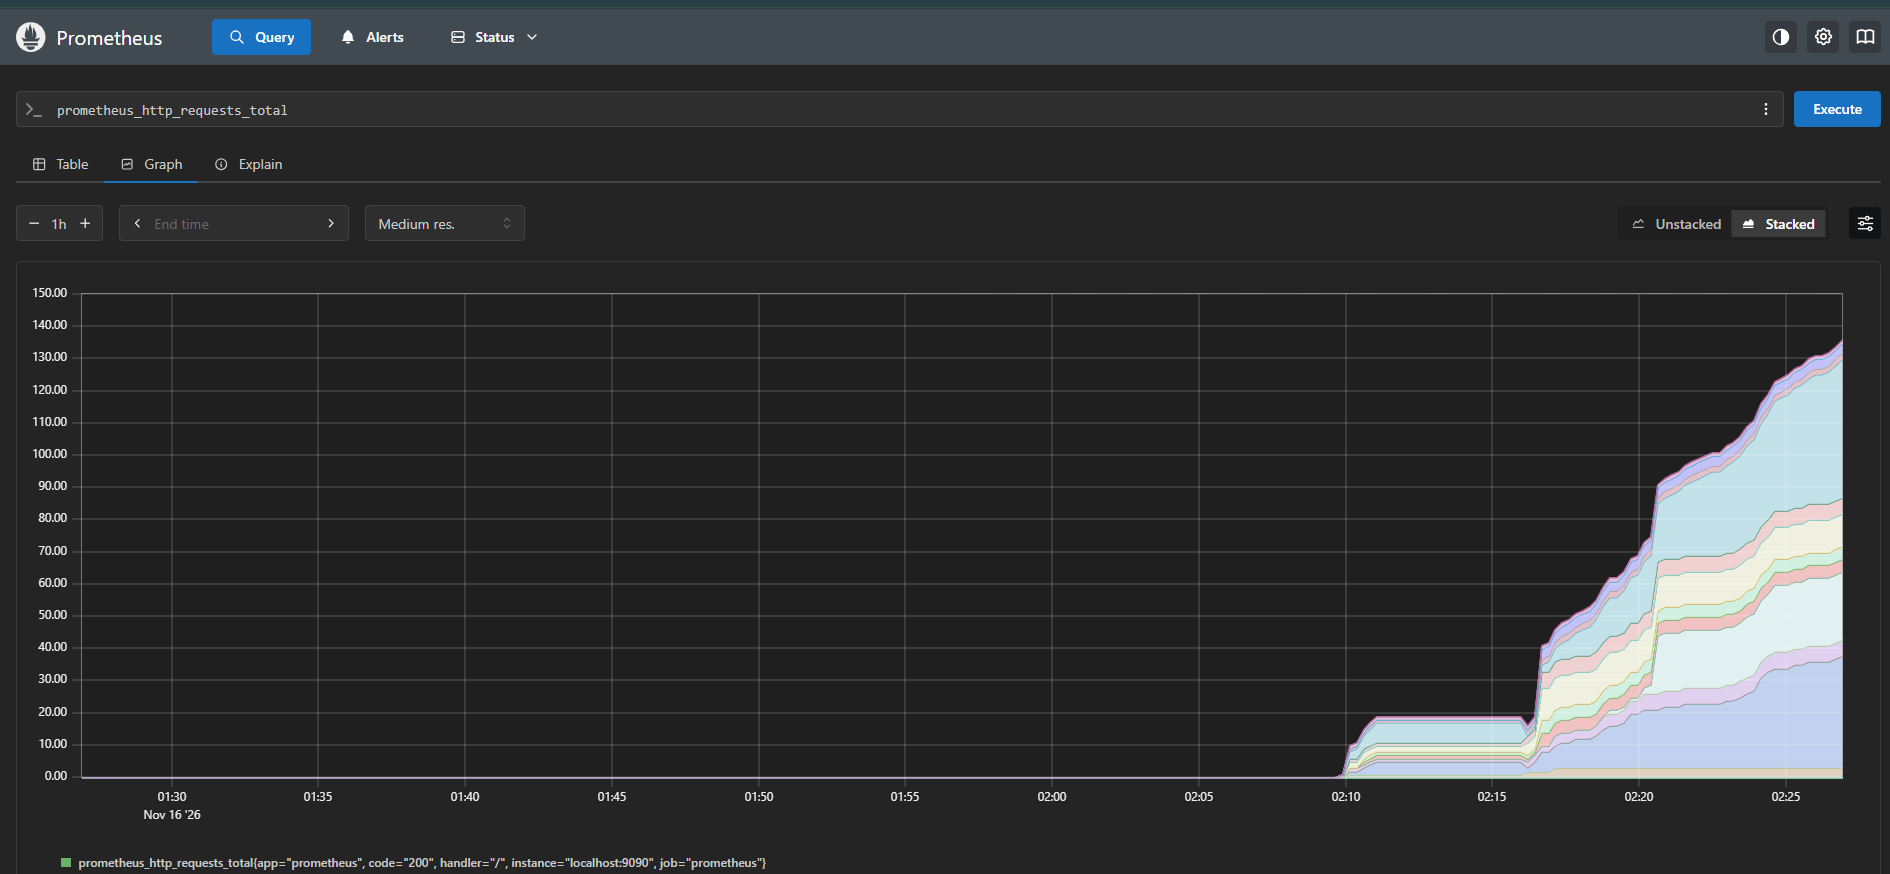 Prometheus Query Alerts Status
prometheus_http_requests_total Execute
Table Graph Explain
1h End time Medium res. Unstacked Stacked
150.00
140.00
130.00
120.00
110.00
100.00
90.00
80.00
70.00
60.00
50.00
40.00
30.00
20.00
10.00
0.00
01:30 01:35 01:40 01:45 01:50 01:55 02:00 02:05 02:10 02:15 02:20 02:25
Nov 16 '26
prometheus_http_requests_total{app="prometheus", code="200", handler="/", instance="localhost:9090", job="prometheus"}